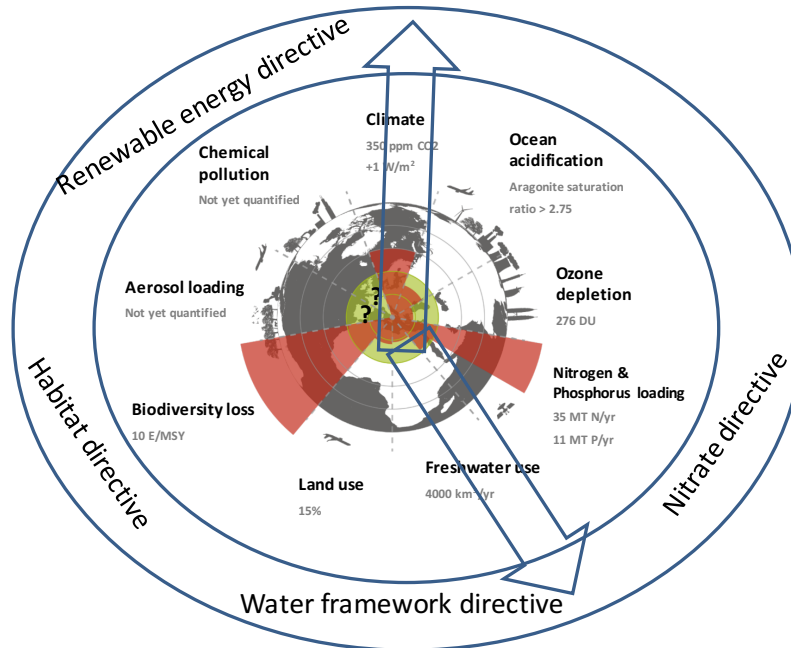 Renewable energy directive
Climate
350 ppm CO2
+1 W/m²
Ocean
acidification
Aragonite saturation
ratio > 2.75
Chemical
pollution
Not yet quantified
Aerosol loading
Not yet quantified
?
?
Ozone
depletion
276 DU
Nitrogen &
Phosphorus loading
35 MT N/yr
11 MT P/yr
Biodiversity loss
10 E/MSY
Land use
15%
Freshwater use
4000 km³/yr
Habitat directive
Nitrate directive
Water framework directive